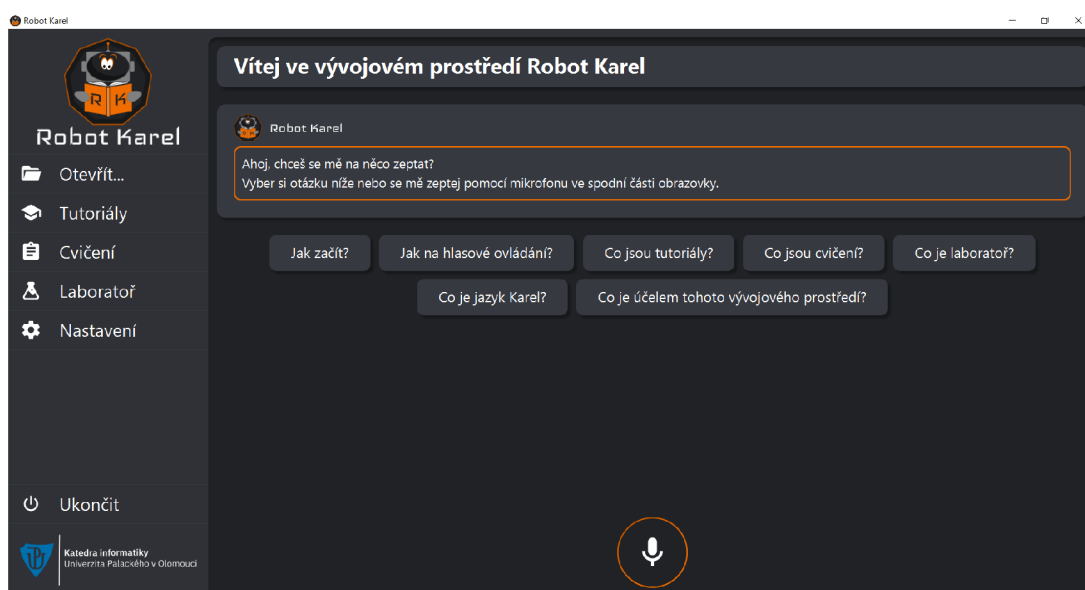 Robot Karel
R K
Robot Karel
Otevřít...
Tutoriály
Cvičení
Laboratoř
Nastavení
Ukončit
Katedra informatiky
Univerzita Palackého v Olomouci
Vítej ve vývojovém prostředí Robot Karel
Robot Karel
Ahoj, chceš se mě na něco zeptat?
Vyber si otázku níže nebo se mě zeptej pomocí mikrofonu ve spodní části obrazovky.
Jak začít?
Jak na hlasové ovládání?
Co jsou tutoriály?
Co jsou cvičení?
Co je laboratoř?
Co je jazyk Karel?
Co je účelem tohoto vývojového prostředí?